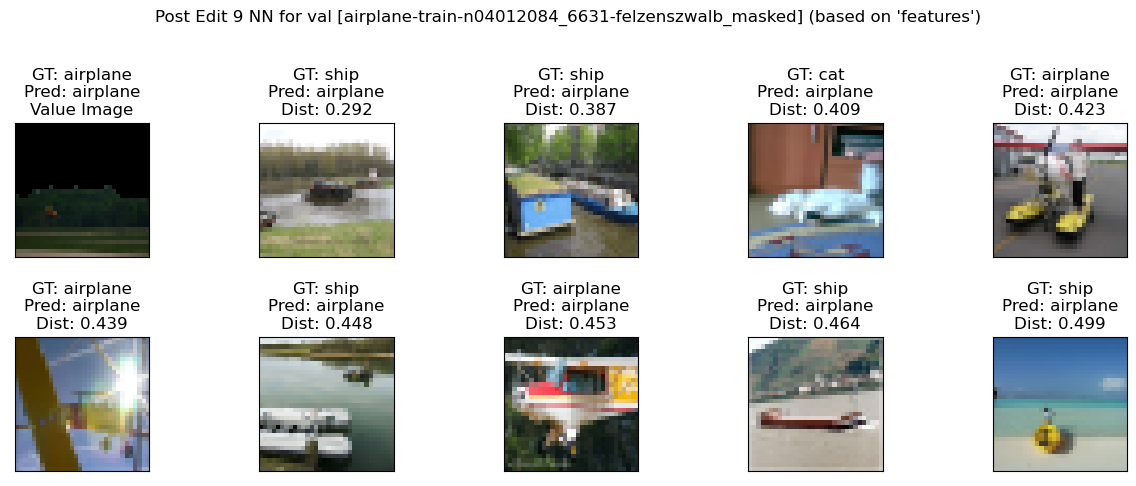 Post Edit 9 NN for val [airplane-train-n04012084_6631-felzenszwalb_masked] (based on 'features')
GT: airplane
Pred: airplane
Value Image
GT: ship
Pred: airplane
Dist: 0.292
GT: ship
Pred: airplane
Dist: 0.387
GT: cat
Pred: airplane
Dist: 0.409
GT: airplane
Pred: airplane
Dist: 0.423
GT: airplane
Pred: airplane
Dist: 0.439
GT: ship
Pred: airplane
Dist: 0.448
GT: airplane
Pred: airplane
Dist: 0.453
GT: ship
Pred: airplane
Dist: 0.464
GT: ship
Pred: airplane
Dist: 0.499